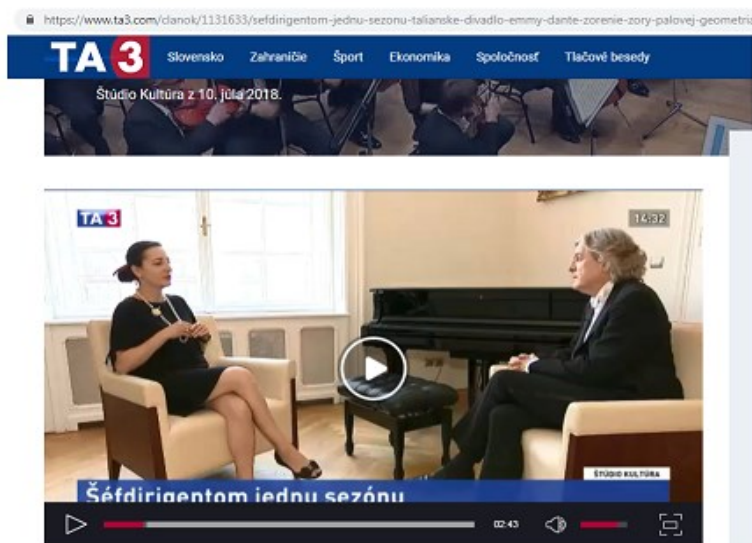 https://www.ta3.com/clanok/1131633/sefdirigentom-jednu-sezonu-talianske-divadlo-emmy-dante-zorenie-zory-palovej-geometri
TA3 Slovensko Zahraničie Šport Ekonomika Spoločnosť Tlačové besedy
Štúdio Kultúra z 10. júla 2018.
TA3 14:32
ŠTÚDIO KULTÚRA
Šéfdirigentom jednu sezónu
02:43